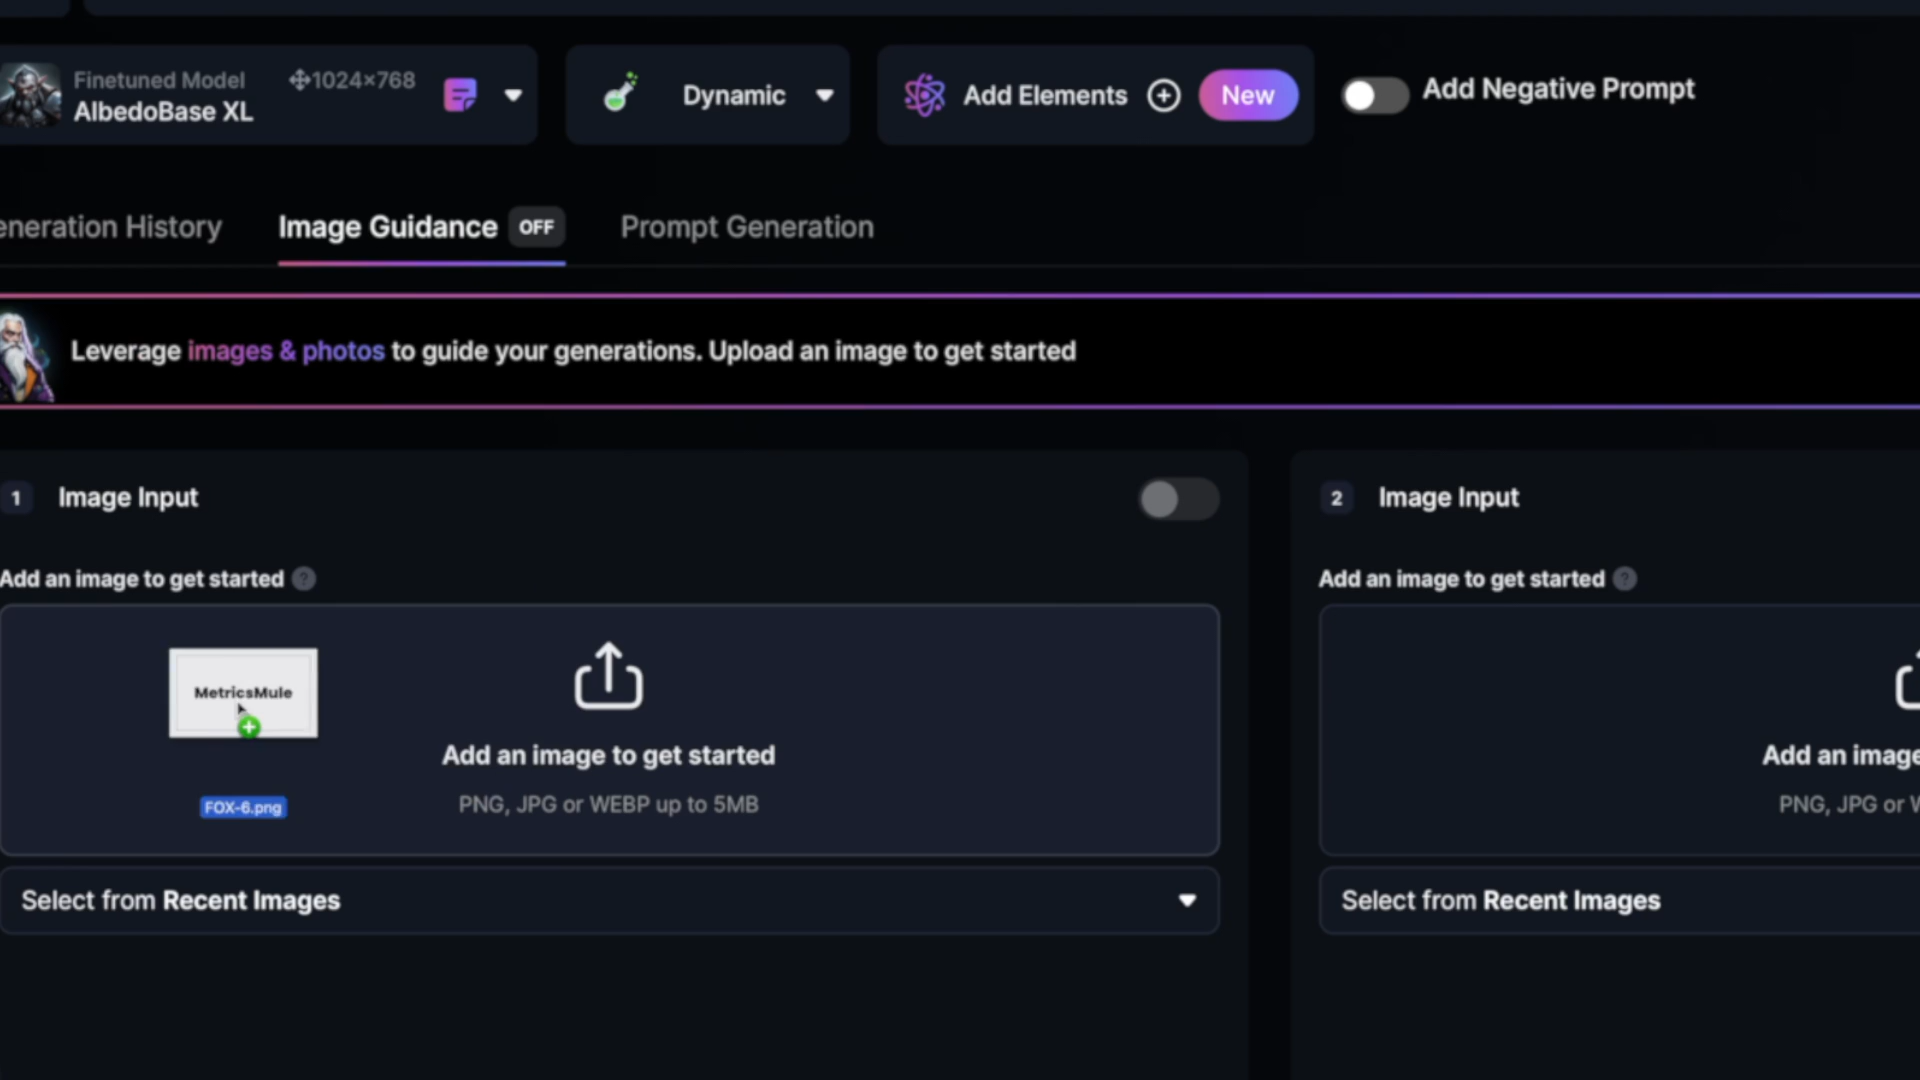 Finetuned Model 1024×768
AlbedoBase XL
Dynamic
Add Elements
New
Add Negative Prompt
eneration History
Image Guidance OFF
Prompt Generation
Leverage images & photos to guide your generations. Upload an image to get started
1 Image Input
Add an image to get started ?
MetricsMule
FOX-6.png
Add an image to get started
PNG, JPG or WEBP up to 5MB
Select from Recent Images
2 Image Input
Add an image to get started ?
Add an image
PNG, JPG or W
Select from Recent Images